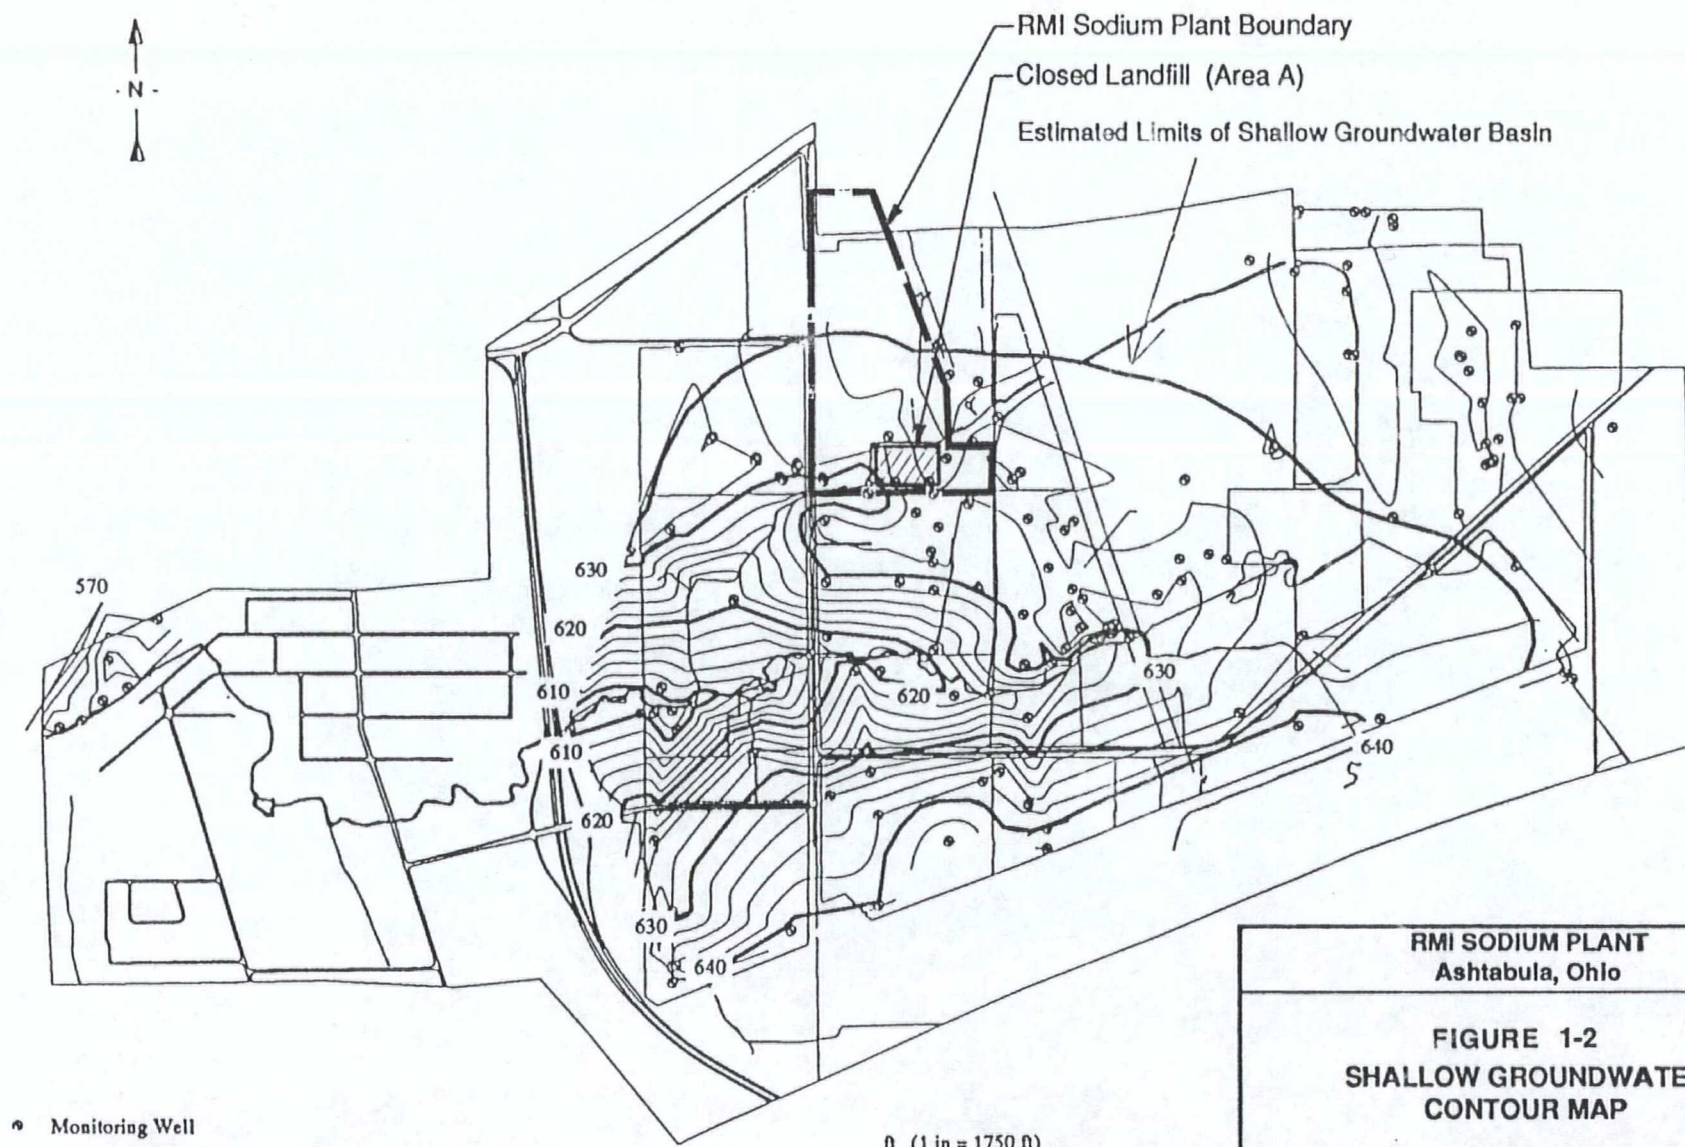 RMI Sodium Plant Boundary
Closed Landfill (Area A)
Estimated Limits of Shallow Groundwater Basin
- N -
570
630
620
610
610
620
630
640
620
630
640
5
RMI SODIUM PLANT
Ashtabula, Ohio
FIGURE 1-2
SHALLOW GROUNDWATE
CONTOUR MAP
Monitoring Well
0 (1 in = 1750 ft)